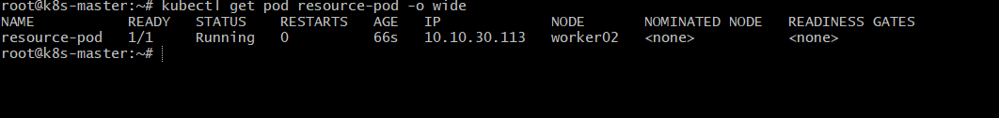 root@k8s-master:~# kubectl get pod resource-pod -o wide
NAME           READY   STATUS    RESTARTS   AGE   IP             NODE       NOMINATED NODE   READINESS GATES
resource-pod   1/1     Running   0          66s   10.10.30.113   worker02   <none>           <none>
root@k8s-master:~#